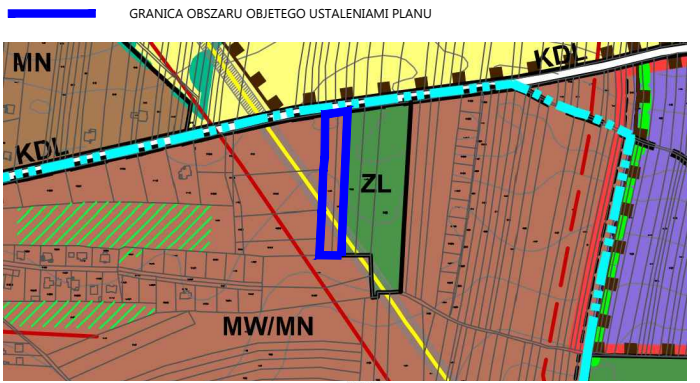 GRANICA OBSZARU OBJETEGO USTALENIAMI PLANU
MN
KDL
KDL
ZL
MW/MN